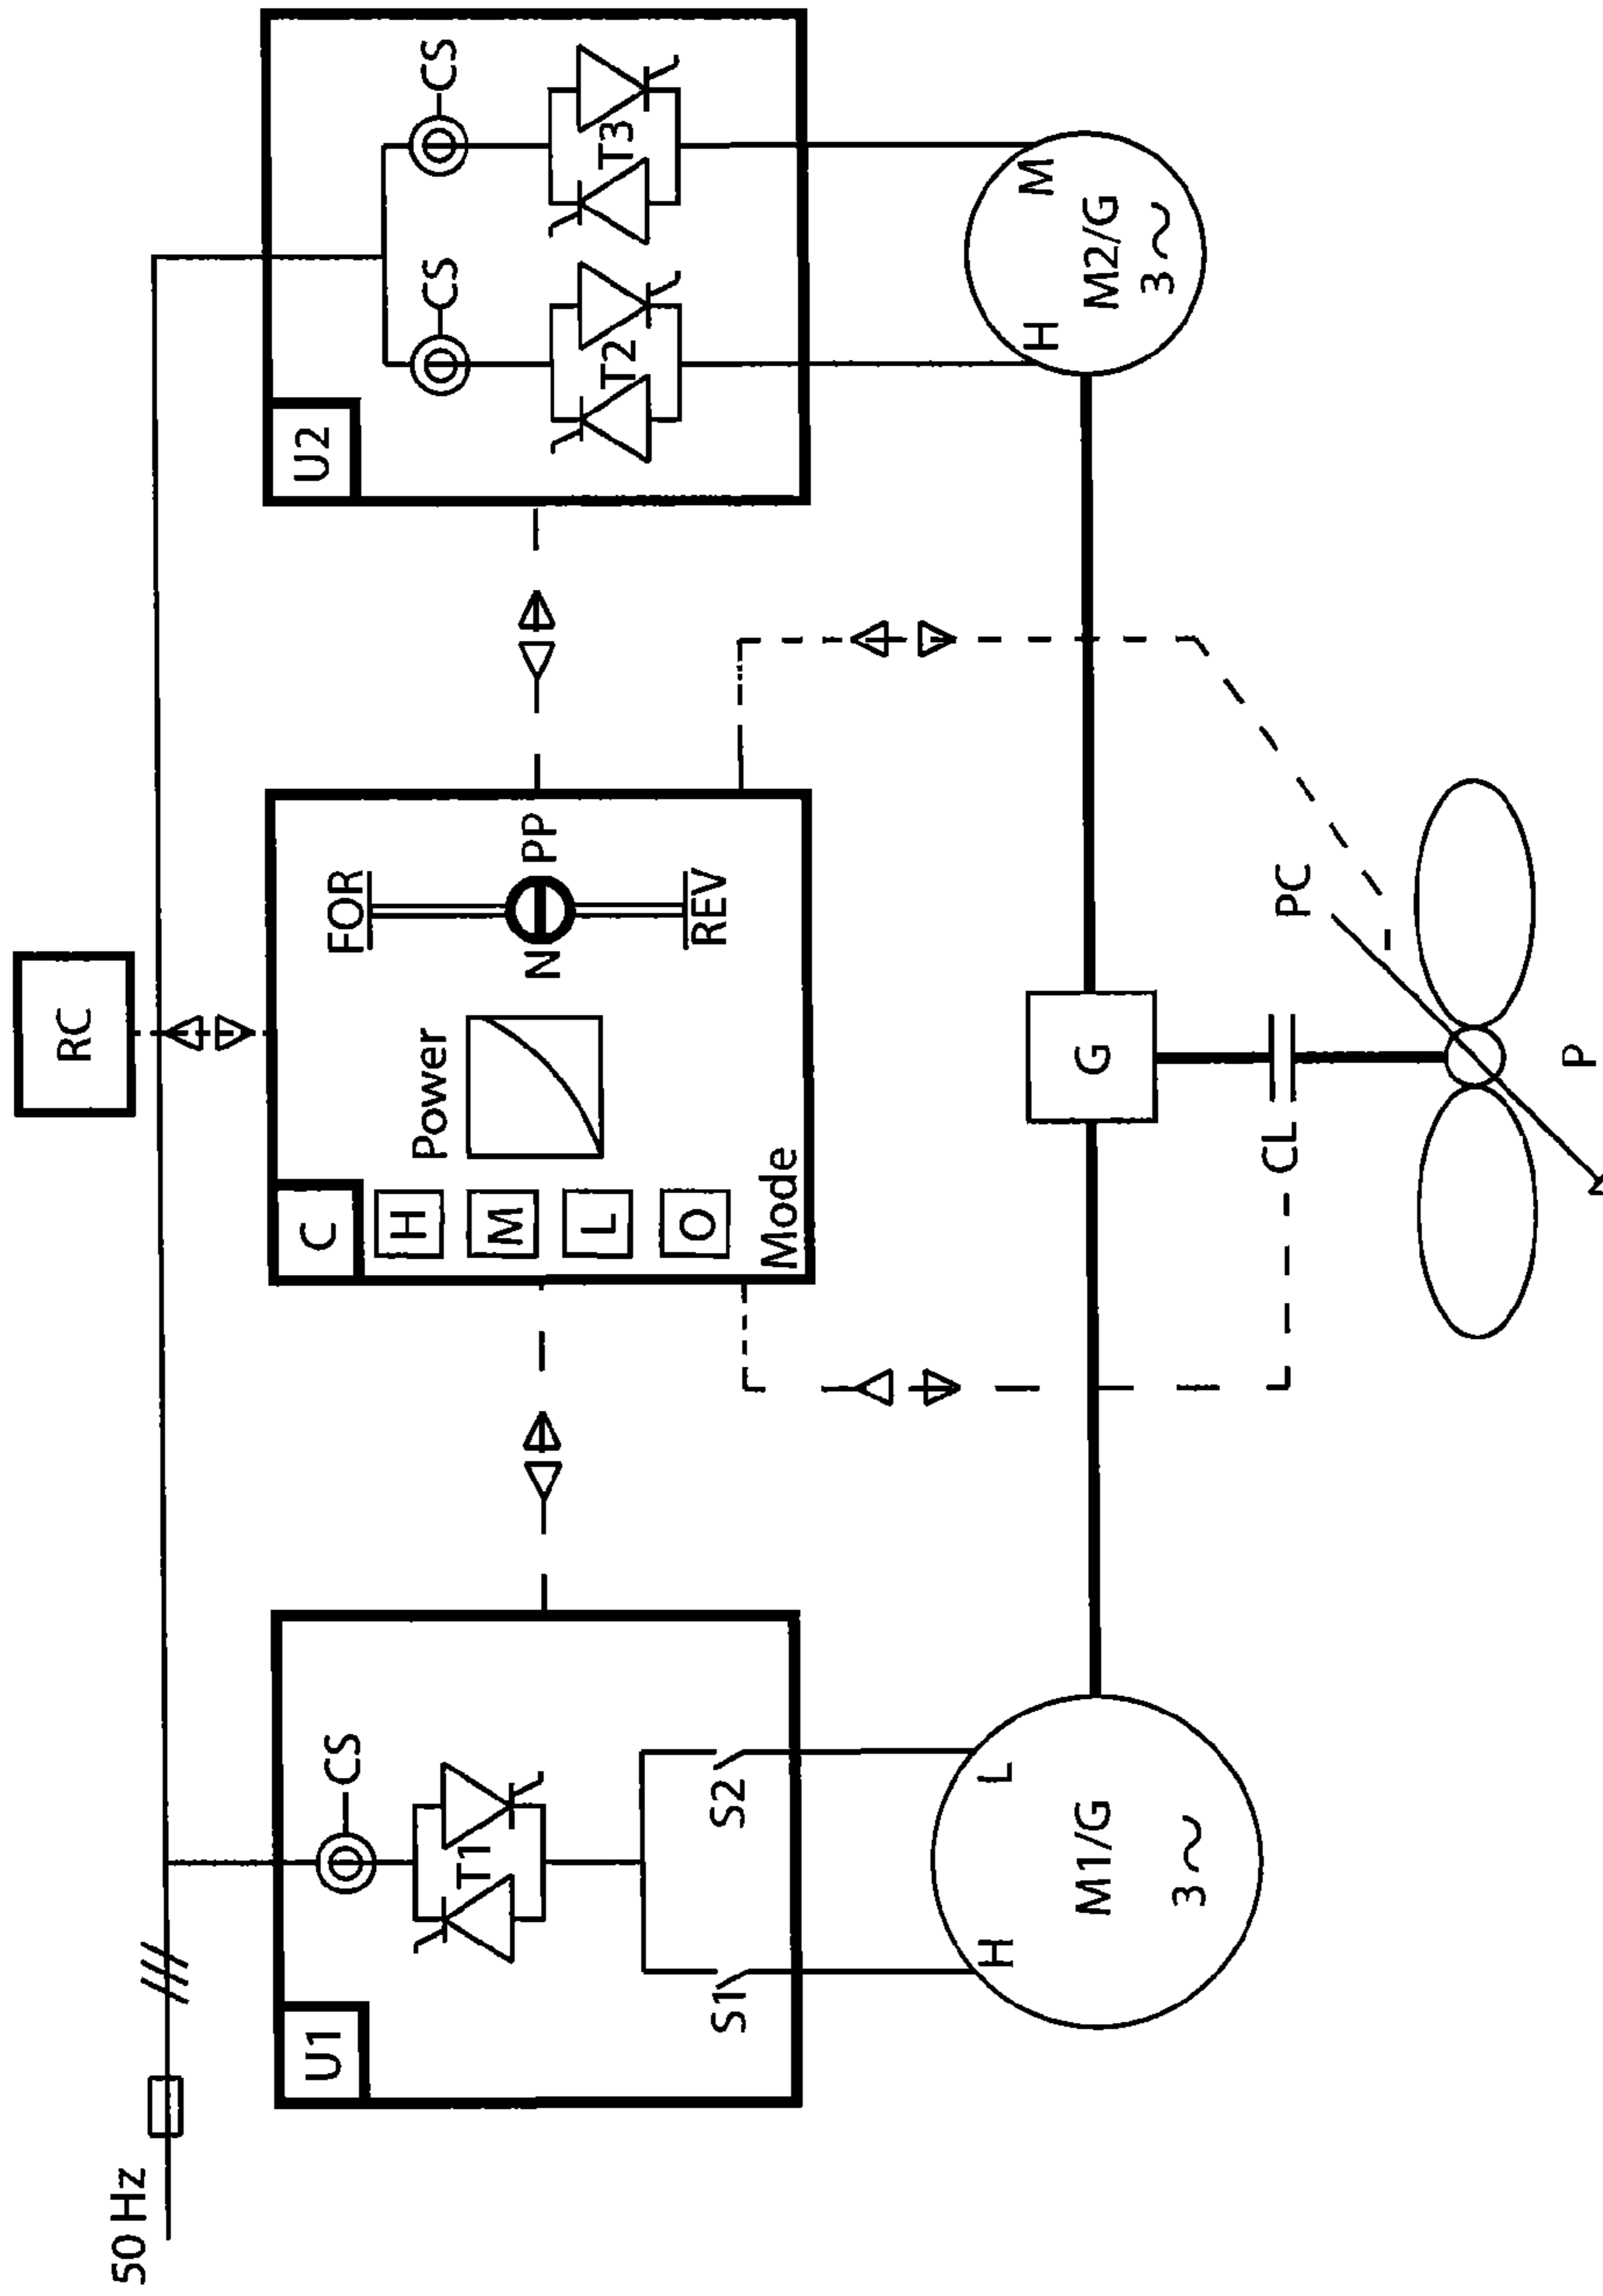 50 Hz
RC
U1
CS
T1
S1
S2
H
L
M1/G
3~
C
H
M
L
O
Mode
Power
FOR
N
PP
REV
U2
CS
CS
T2
T3
H
M
M2/G
3~
G
CL
PC
P